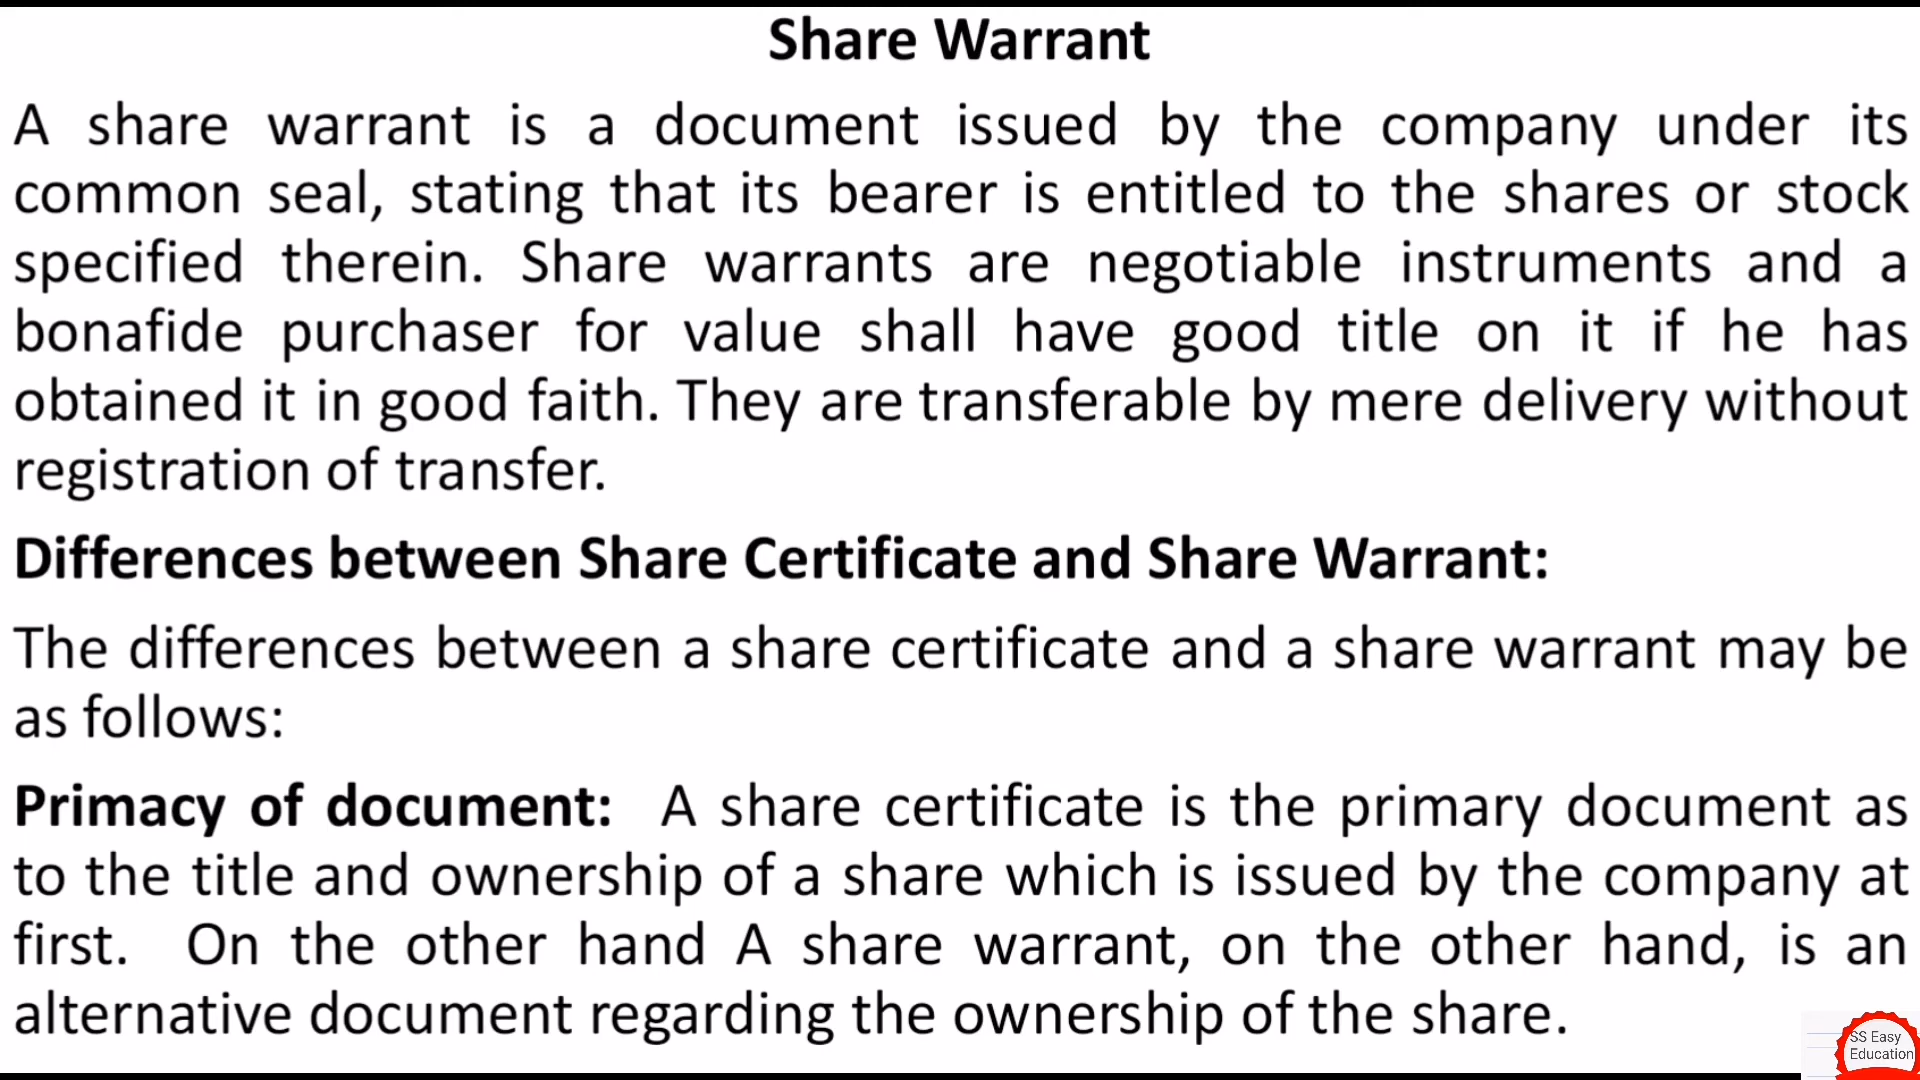 Share Warrant
A share warrant is a document issued by the company under its
common seal, stating that its bearer is entitled to the shares or stock
specified therein. Share warrants are negotiable instruments and a
bonafide purchaser for value shall have good title on it if he has
obtained it in good faith. They are transferable by mere delivery without
registration of transfer.
Differences between Share Certificate and Share Warrant:
The differences between a share certificate and a share warrant may be
as follows:
Primacy of document: A share certificate is the primary document as
to the title and ownership of a share which is issued by the company at
first. On the other hand A share warrant, on the other hand, is an
alternative document regarding the ownership of the share.
SS Easy
Education